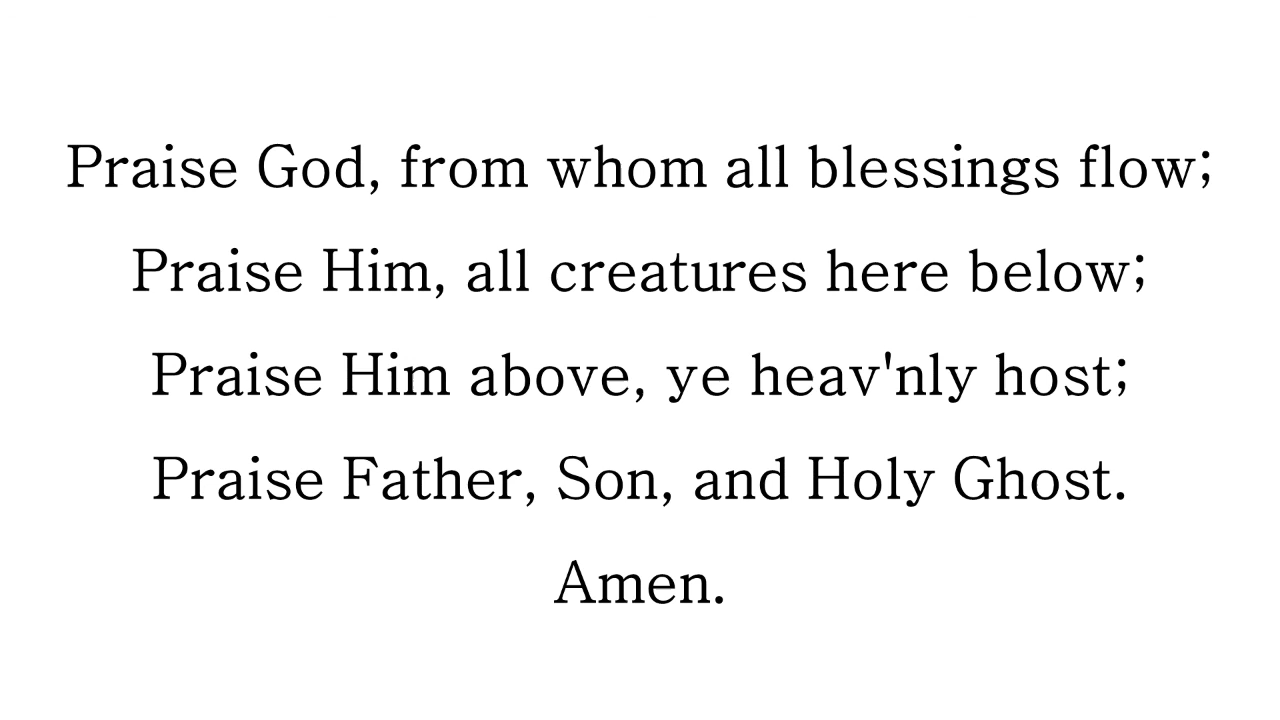 Praise God, from whom all blessings flow;
Praise Him, all creatures here below;
Praise Him above, ye heav'nly host;
Praise Father, Son, and Holy Ghost.
Amen.